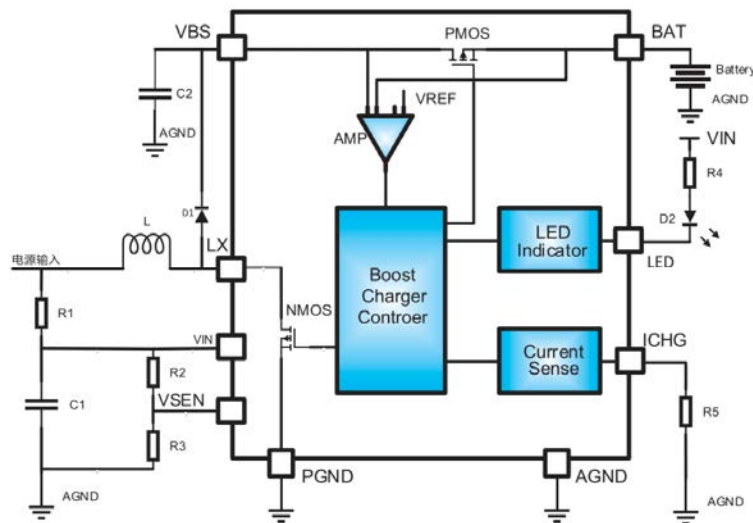 VBS
PMOS
BAT
C2
VREF
Battery
AGND
AGND
AMP
VIN
R4
D1
D2
L
LX
电源输入
LED
Indicator
LED
Boost
Charger
Controer
R1
NMOS
ICHG
VIN
R2
Current
Sense
C1
VSEN
R3
R5
PGND
AGND
AGND
AGND